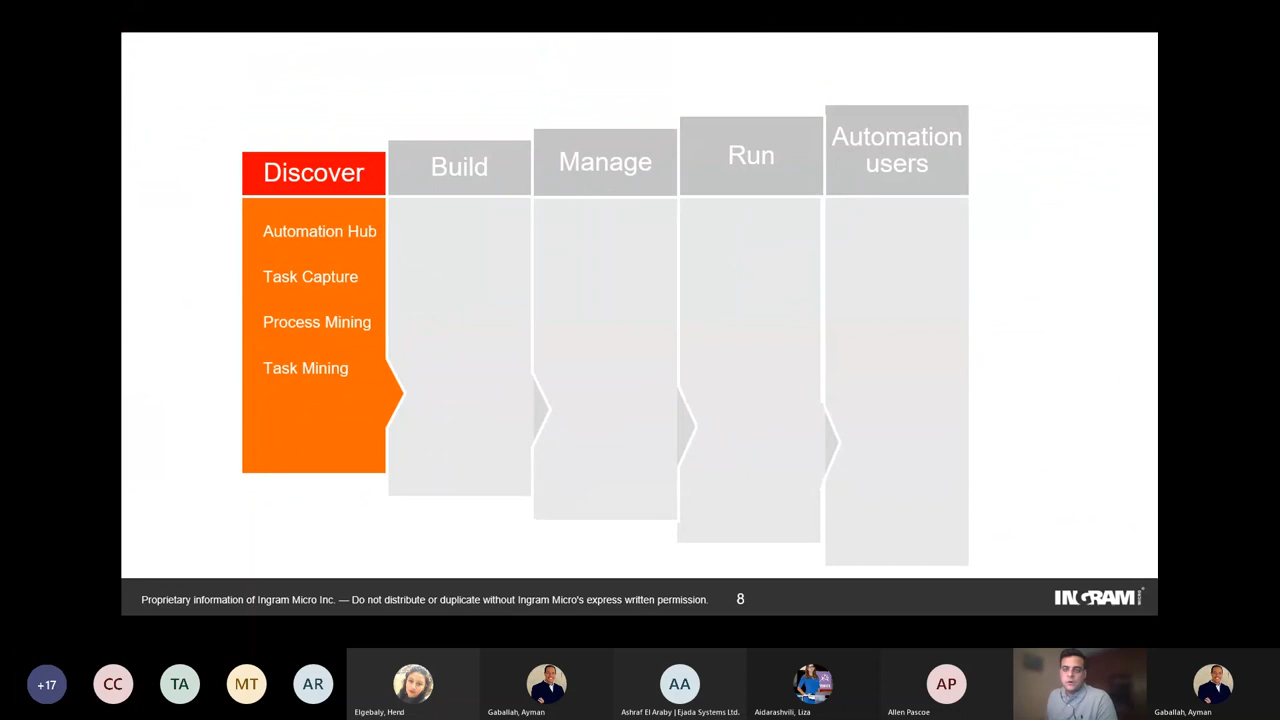 Discover
Build
Manage
Run
Automation
users
Automation Hub
Task Capture
Process Mining
Task Mining
Proprietary information of Ingram Micro Inc. — Do not distribute or duplicate without Ingram Micro's express written permission.
8
INGRAM
MICRO
+17
CC
TA
MT
AR
AA
AP
Elgebaly, Hend
Gaballah, Ayman
Ashraf El Araby | Ejada Systems Ltd.
Aidarashvili, Liza
Allen Pascoe
Gaballah, Ayman